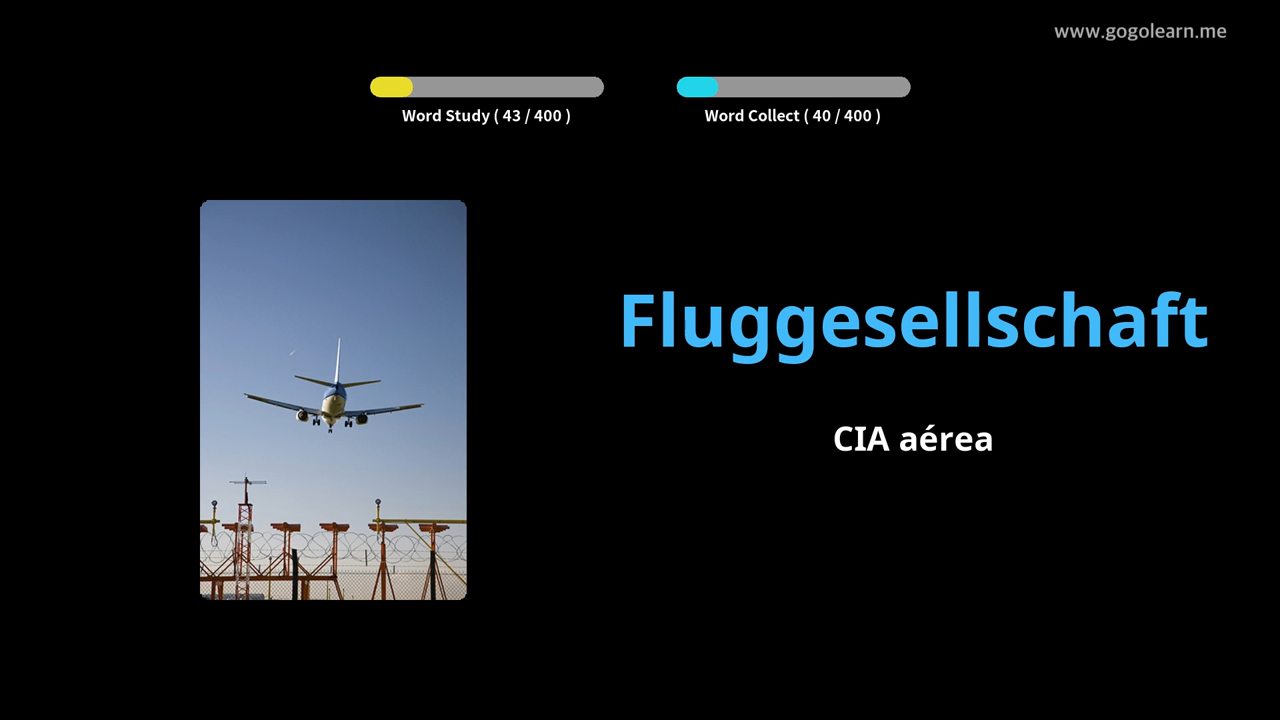 www.gogolearn.me
Word Study ( 43 / 400 )
Word Collect ( 40 / 400 )
Fluggesellschaft
CIA aérea